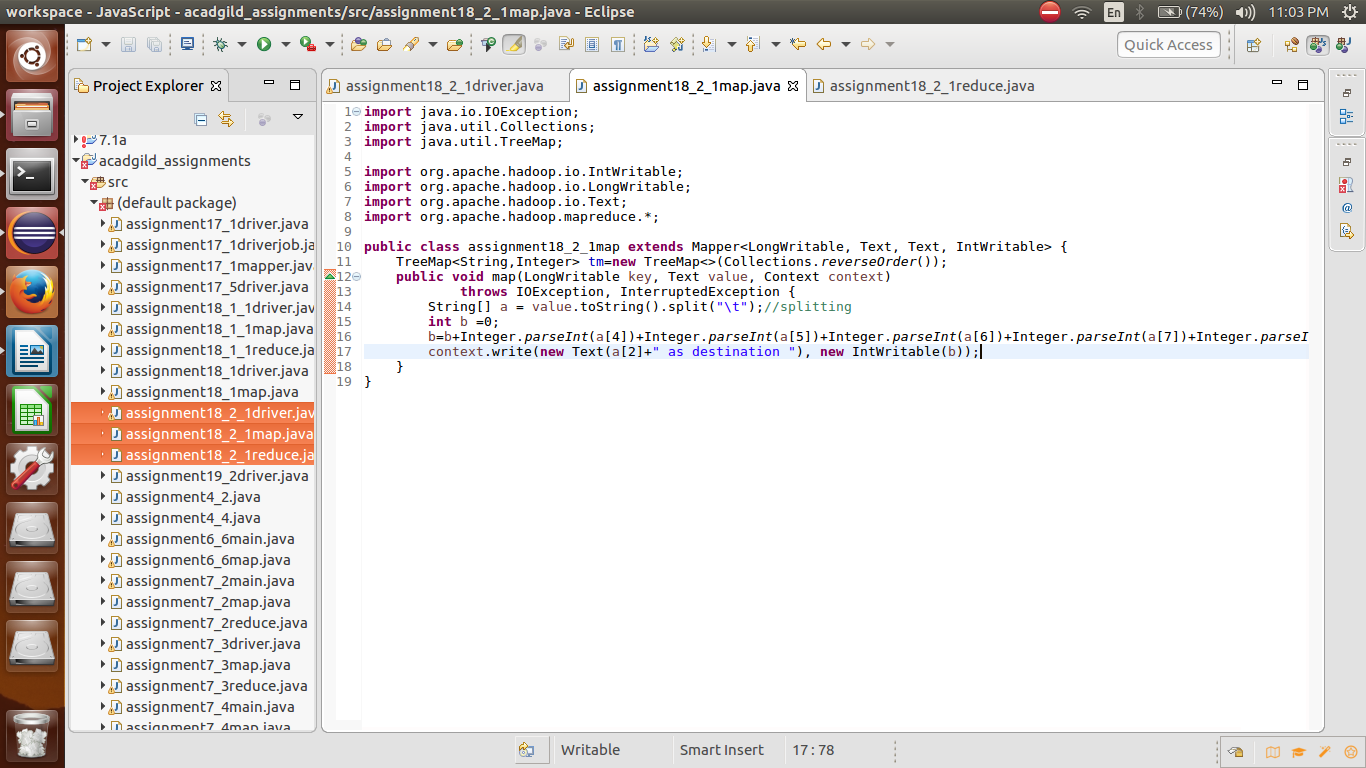 workspace - JavaScript - acadgild_assignments/src/assignment18_2_1map.java - Eclipse
En (74%) 11:03 PM
Quick Access
Project Explorer
assignment18_2_1driver.java
assignment18_2_1map.java
assignment18_2_1reduce.java
7.1a
acadgild_assignments
src
(default package)
assignment17_1driver.java
assignment17_1driverjob.ja
assignment17_1mapper.java
assignment17_5driver.java
assignment18_1_1driver.jav
assignment18_1_1map.java
assignment18_1_1reduce.ja
assignment18_1driver.java
assignment18_1map.java
assignment18_2_1driver.jav
assignment18_2_1map.java
assignment18_2_1reduce.ja
assignment19_2driver.java
assignment4_2.java
assignment4_4.java
assignment6_6main.java
assignment6_6map.java
assignment7_2main.java
assignment7_2map.java
assignment7_2reduce.java
assignment7_3driver.java
assignment7_3map.java
assignment7_3reduce.java
assignment7_4main.java
assignment7_4map.java
1 import java.io.IOException;
2 import java.util.Collections;
3 import java.util.TreeMap;
4
5 import org.apache.hadoop.io.IntWritable;
6 import org.apache.hadoop.io.LongWritable;
7 import org.apache.hadoop.io.Text;
8 import org.apache.hadoop.mapreduce.*;
9
10 public class assignment18_2_1map extends Mapper<LongWritable, Text, Text, IntWritable> {
11 TreeMap<String,Integer> tm=new TreeMap<>(Collections.reverseOrder());
12 public void map(LongWritable key, Text value, Context context)
13 throws IOException, InterruptedException {
14 String[] a = value.toString().split("\t");//splitting
15 int b =0;
16 b=b+Integer.parseInt(a[4])+Integer.parseInt(a[5])+Integer.parseInt(a[6])+Integer.parseInt(a[7])+Integer.parseI
17 context.write(new Text(a[2]+" as destination "), new IntWritable(b));
18 }
19 }
Writable
Smart Insert
17 : 78